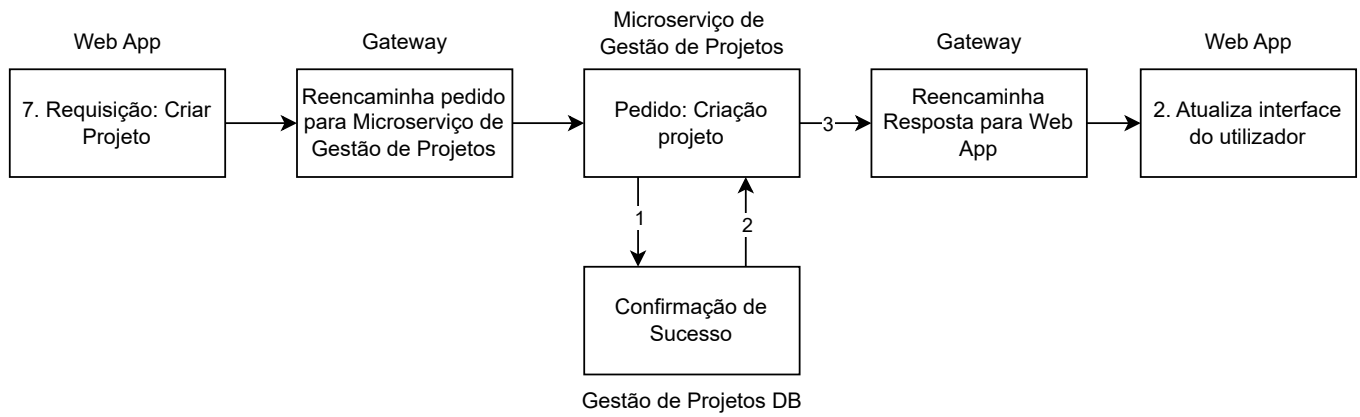 Web App
7. Requisição: Criar
Projeto
Gateway
Reencaminha pedido
para Microserviço de
Gestão de Projetos
Microserviço de
Gestão de Projetos
Pedido: Criação
projeto
3
Gateway
Reencaminha
Resposta para Web
App
Web App
2. Atualiza interface
do utilizador
1
2
Confirmação de
Sucesso
Gestão de Projetos DB